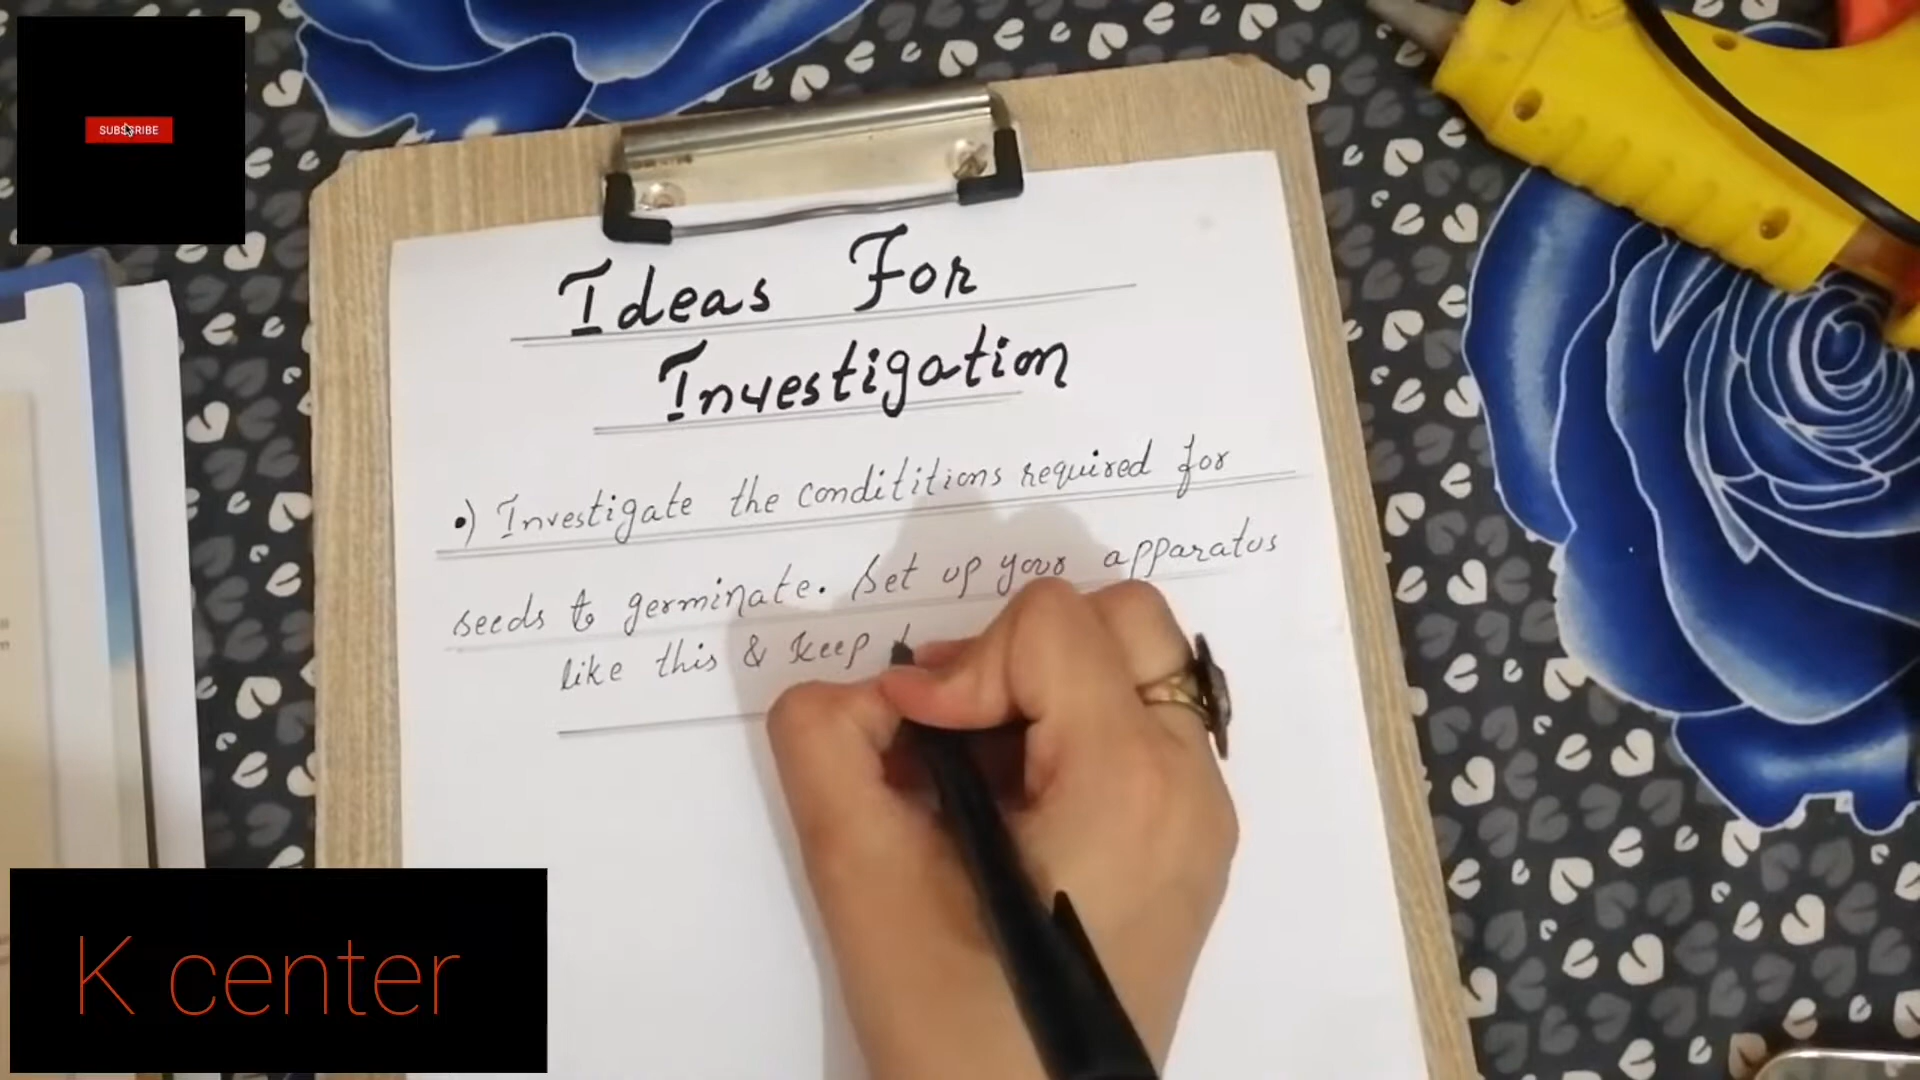 SUBSCRIBE
Ideas For
Investigation
•) Investigate the condititions required for
seeds to germinate. Set up your apparatus
like this & keep
K center